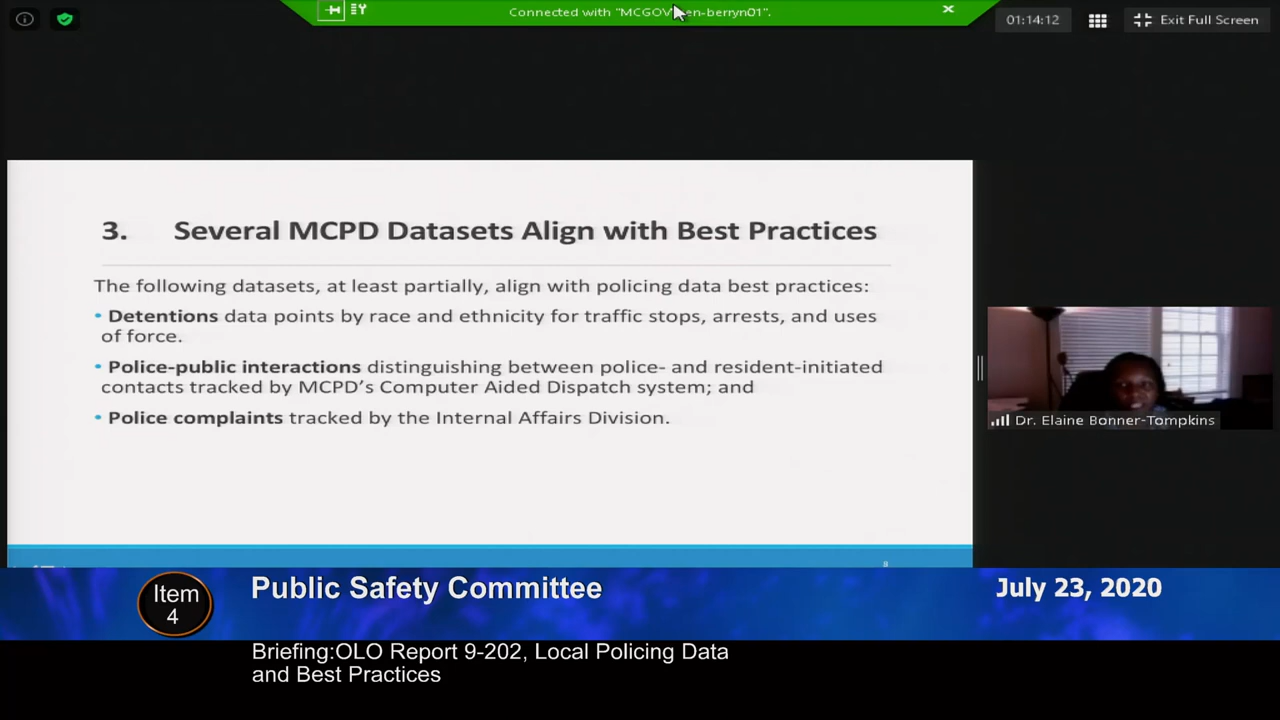 Connected with "MCGOV en-berryn01".
01:14:12
Exit Full Screen
3. Several MCPD Datasets Align with Best Practices
The following datasets, at least partially, align with policing data best practices:
• Detentions data points by race and ethnicity for traffic stops, arrests, and uses
of force.
• Police-public interactions distinguishing between police- and resident-initiated
contacts tracked by MCPD's Computer Aided Dispatch system; and
• Police complaints tracked by the Internal Affairs Division.
Dr. Elaine Bonner-Tompkins
Item
4
Public Safety Committee
July 23, 2020
Briefing:OLO Report 9-202, Local Policing Data
and Best Practices